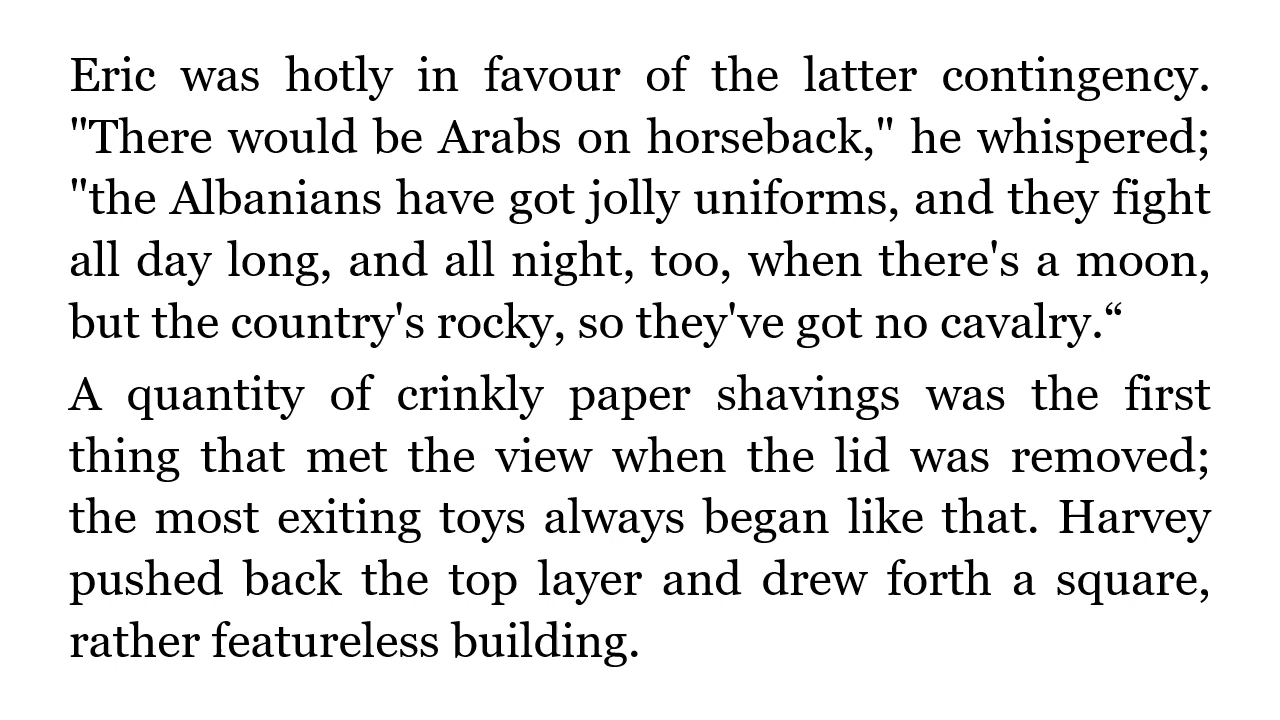 Eric was hotly in favour of the latter contingency.
"There would be Arabs on horseback," he whispered;
"the Albanians have got jolly uniforms, and they fight
all day long, and all night, too, when there's a moon,
but the country's rocky, so they've got no cavalry.“
A quantity of crinkly paper shavings was the first
thing that met the view when the lid was removed;
the most exiting toys always began like that. Harvey
pushed back the top layer and drew forth a square,
rather featureless building.